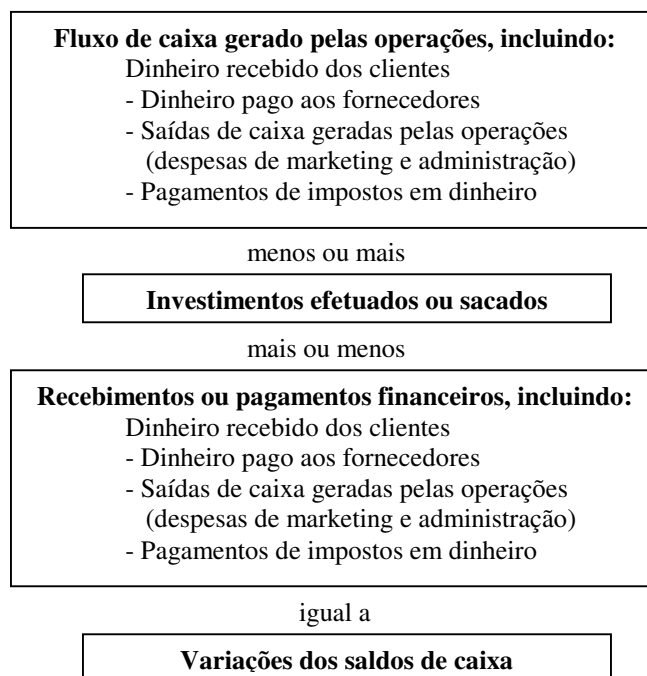 Fluxo de caixa gerado pelas operações, incluindo:
Dinheiro recebido dos clientes
- Dinheiro pago aos fornecedores
- Saídas de caixa geradas pelas operações
(despesas de marketing e administração)
- Pagamentos de impostos em dinheiro
menos ou mais
Investimentos efetuados ou sacados
mais ou menos
Recebimentos ou pagamentos financeiros, incluindo:
Dinheiro recebido dos clientes
- Dinheiro pago aos fornecedores
- Saídas de caixa geradas pelas operações
(despesas de marketing e administração)
- Pagamentos de impostos em dinheiro
igual a
Variações dos saldos de caixa